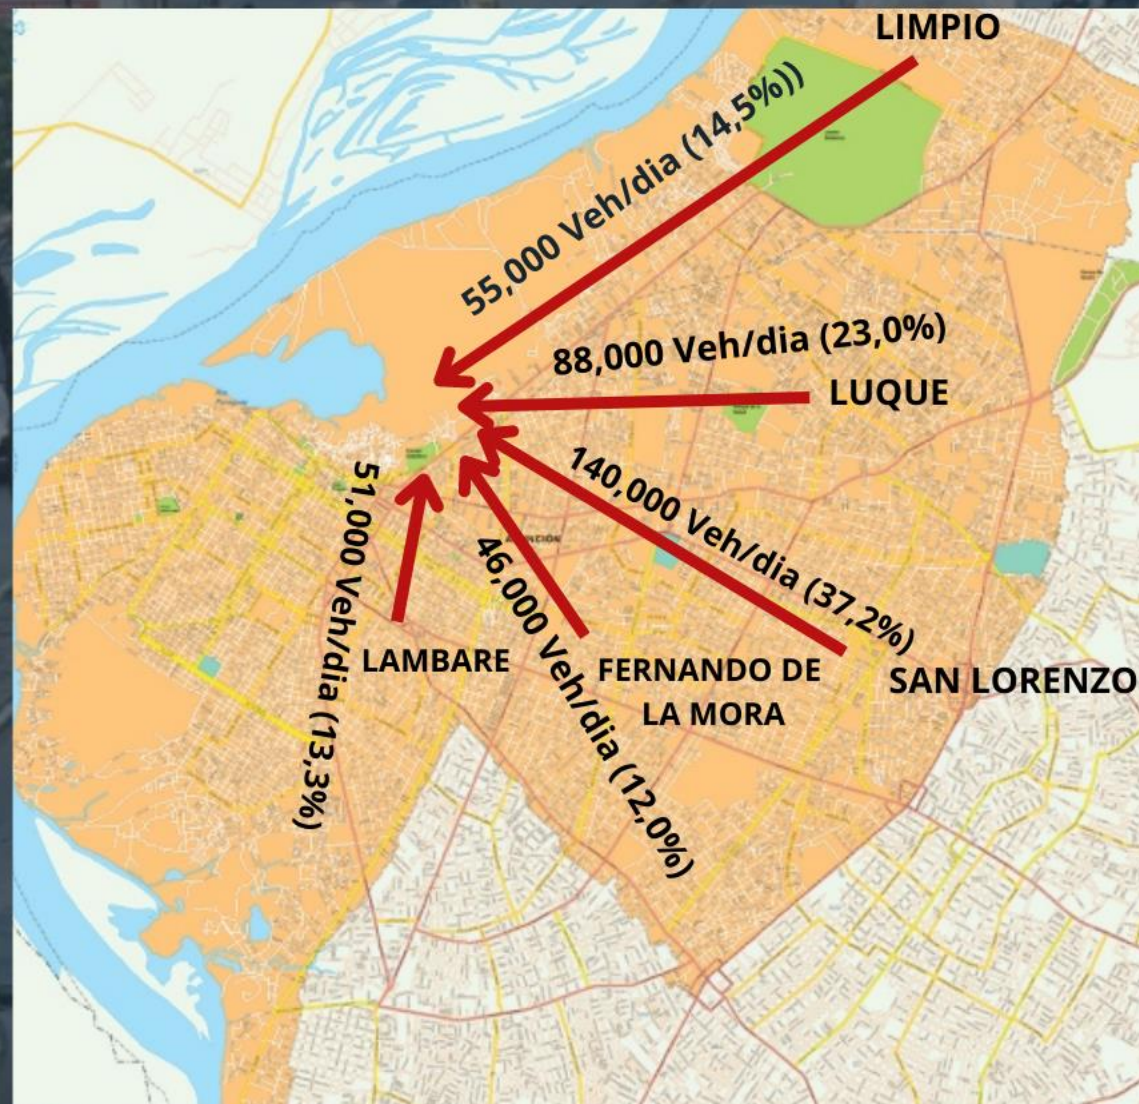 LIMPIO
55,000 Veh/dia (14,5%))
88,000 Veh/dia (23,0%)
LUQUE
140,000 Veh/dia (37,2%)
SAN LORENZO
46,000 Veh/dia (12,0%)
FERNANDO DE
LA MORA
51,000 Veh/dia (13,3%)
LAMBARE